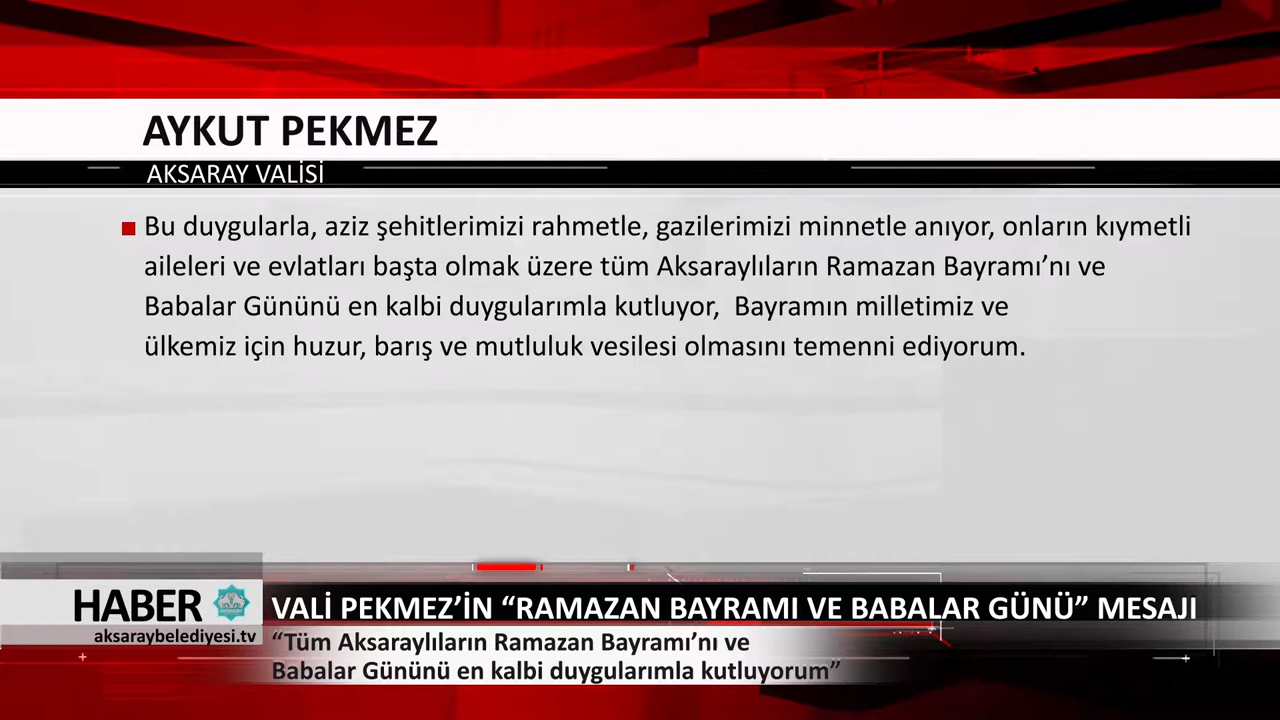 AYKUT PEKMEZ
AKSARAY VALİSİ
Bu duygularla, aziz şehitlerimizi rahmetle, gazilerimizi minnetle anıyor, onların kıymetli
aileleri ve evlatları başta olmak üzere tüm Aksaraylıların Ramazan Bayramı’nı ve
Babalar Gününü en kalbi duygularımla kutluyor,  Bayramın milletimiz ve
ülkemiz için huzur, barış ve mutluluk vesilesi olmasını temenni ediyorum.
HABER
aksaraybelediyesi.tv
VALİ PEKMEZ’İN “RAMAZAN BAYRAMI VE BABALAR GÜNÜ” MESAJI
“Tüm Aksaraylıların Ramazan Bayramı’nı ve
Babalar Gününü en kalbi duygularımla kutluyorum”